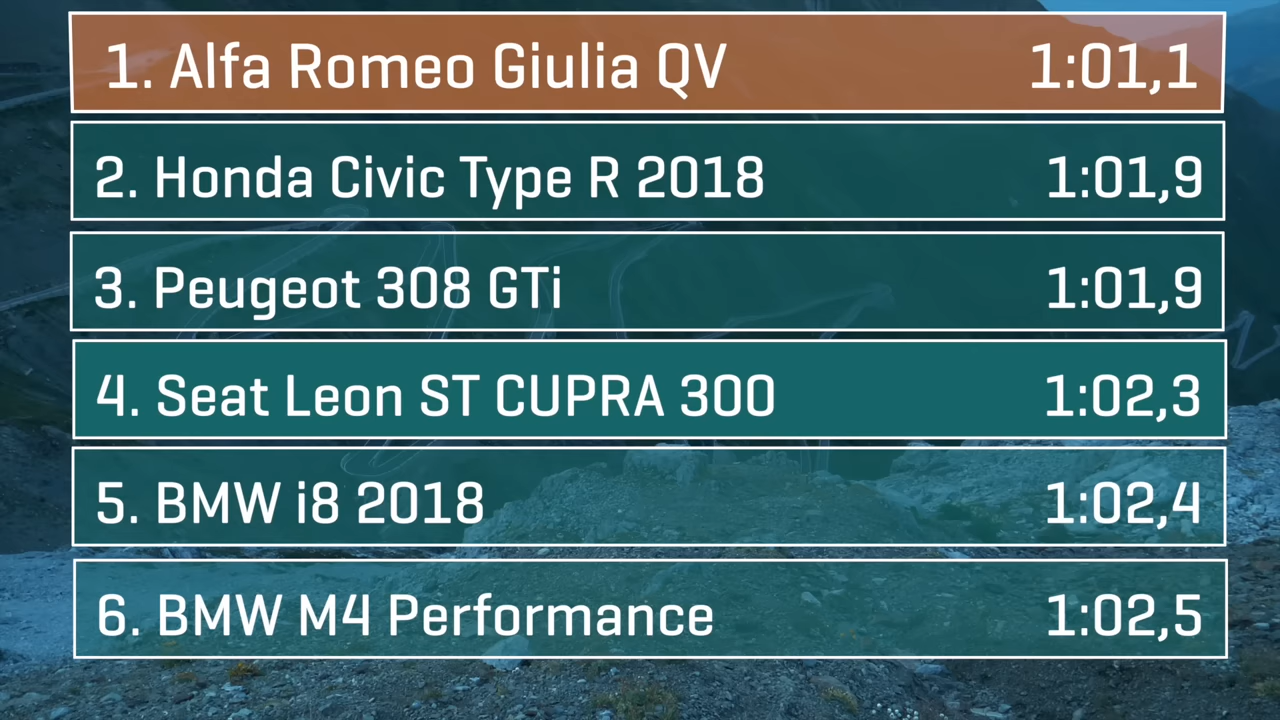 1. Alfa Romeo Giulia QV 1:01,1
2. Honda Civic Type R 2018 1:01,9
3. Peugeot 308 GTi 1:01,9
4. Seat Leon ST CUPRA 300 1:02,3
5. BMW i8 2018 1:02,4
6. BMW M4 Performance 1:02,5